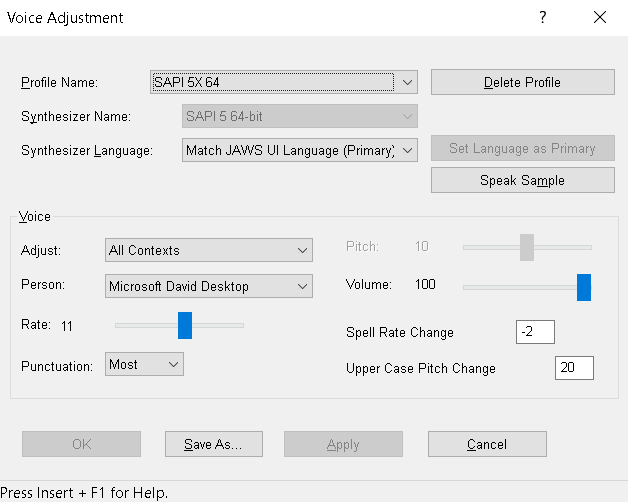 Voice Adjustment
Profile Name: SAPI 5X 64 Delete Profile
Synthesizer Name: SAPI 5 64-bit
Synthesizer Language: Match JAWS UI Language (Primary) Set Language as Primary
Speak Sample
Voice
Adjust: All Contexts Pitch: 10
Person: Microsoft David Desktop Volume: 100
Rate: 11 Spell Rate Change -2
Punctuation: Most Upper Case Pitch Change 20
OK Save As... Apply Cancel
Press Insert + F1 for Help.